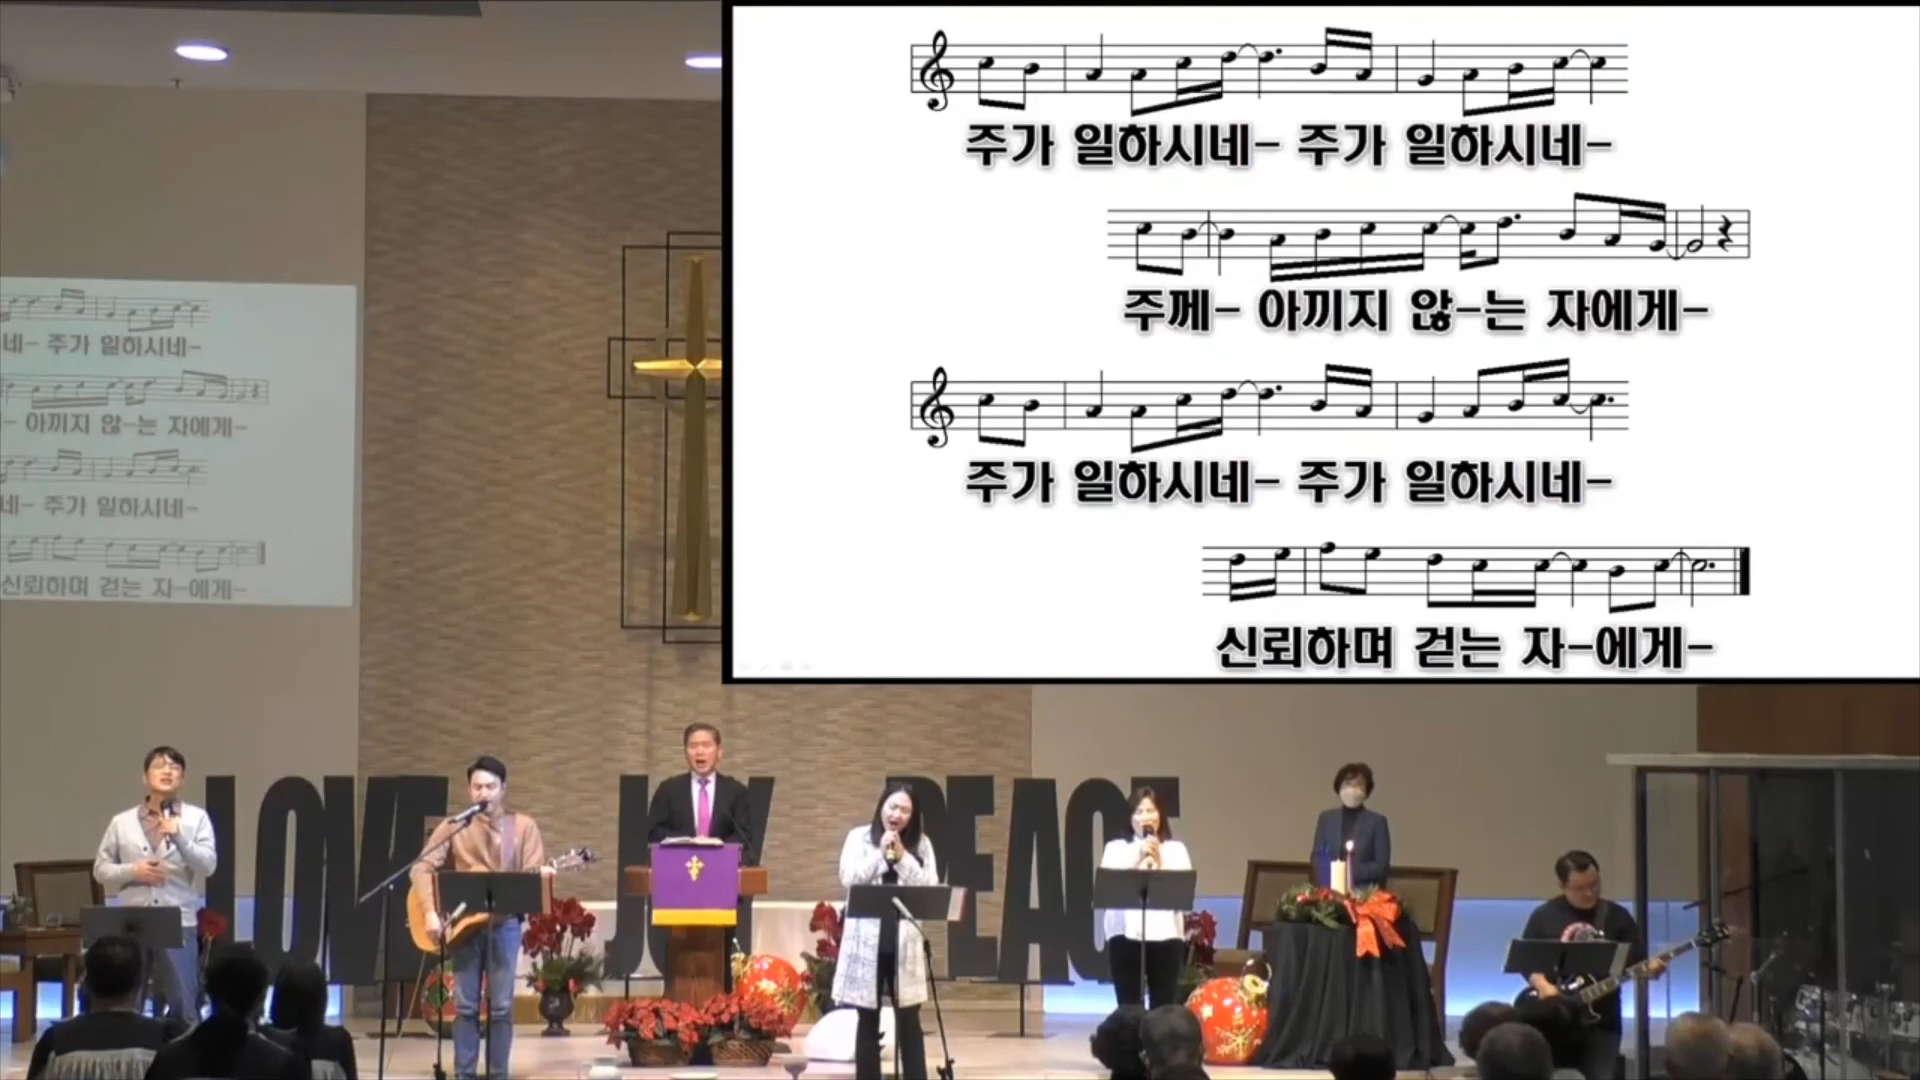 주가 일하시네- 주가 일하시네-
주께- 아끼지 않-는 자에게-
주가 일하시네- 주가 일하시네-
신뢰하며 걷는 자-에게-
네- 주가 일하시네-
- 아끼지 않-는 자에게-
네- 주가 일하시네-
신뢰하며 걷는 자-에게-
LOVE JOY PEACE